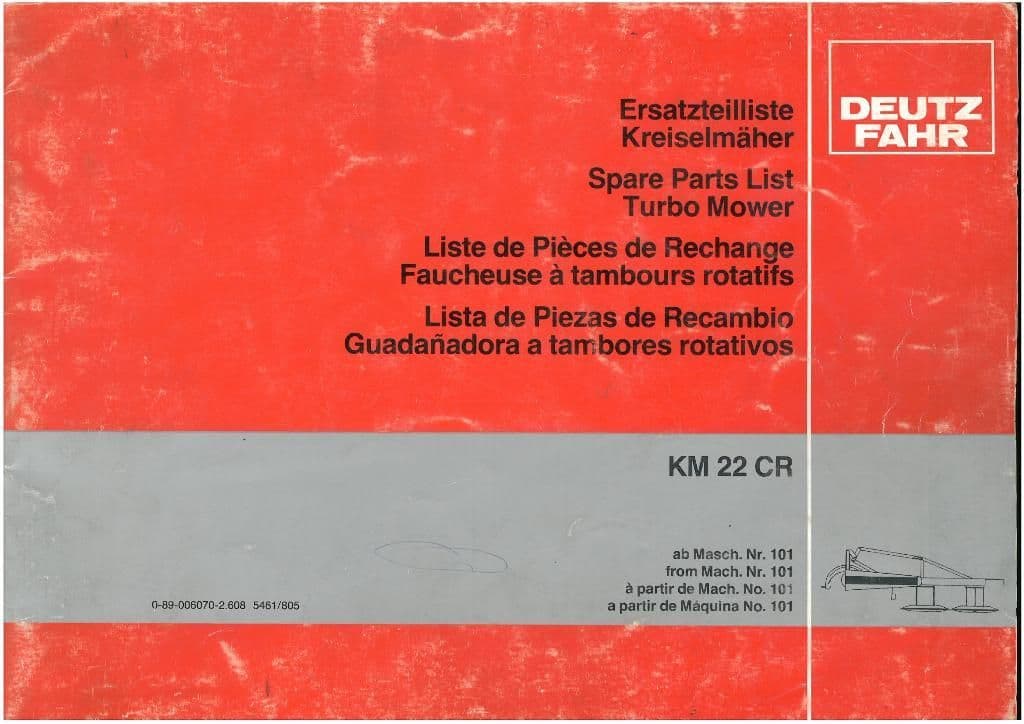 Ersatzteilliste
Kreiselmäher
Spare Parts List
Turbo Mower
Liste de Pièces de Rechange
Faucheuse à tambours rotatifs
Lista de Piezas de Recambio
Guadañadora a tambores rotativos
DEUTZ
FAHR
KM 22 CR
ab Masch. Nr. 101
from Mach. Nr. 101
à partir de Mach. No. 101
a partir de Máquina No. 101
0-89-006070-2.608 5461/805